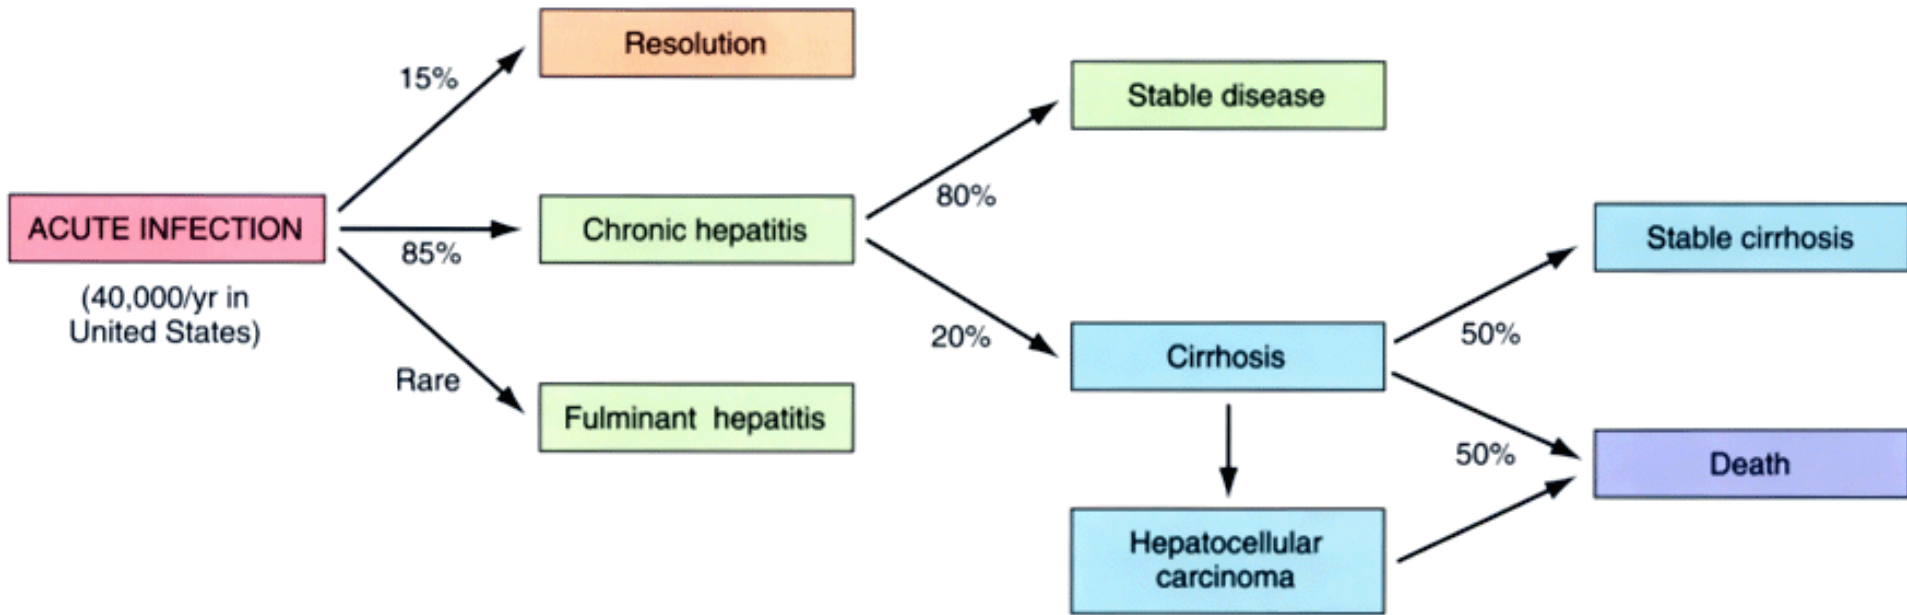 Resolution
15%
Stable disease
80%
ACUTE INFECTION
Chronic hepatitis
Stable cirrhosis
85%
(40,000/yr in
United States)
20%
Cirrhosis
50%
Rare
Fulminant hepatitis
50%
Death
Hepatocellular
carcinoma